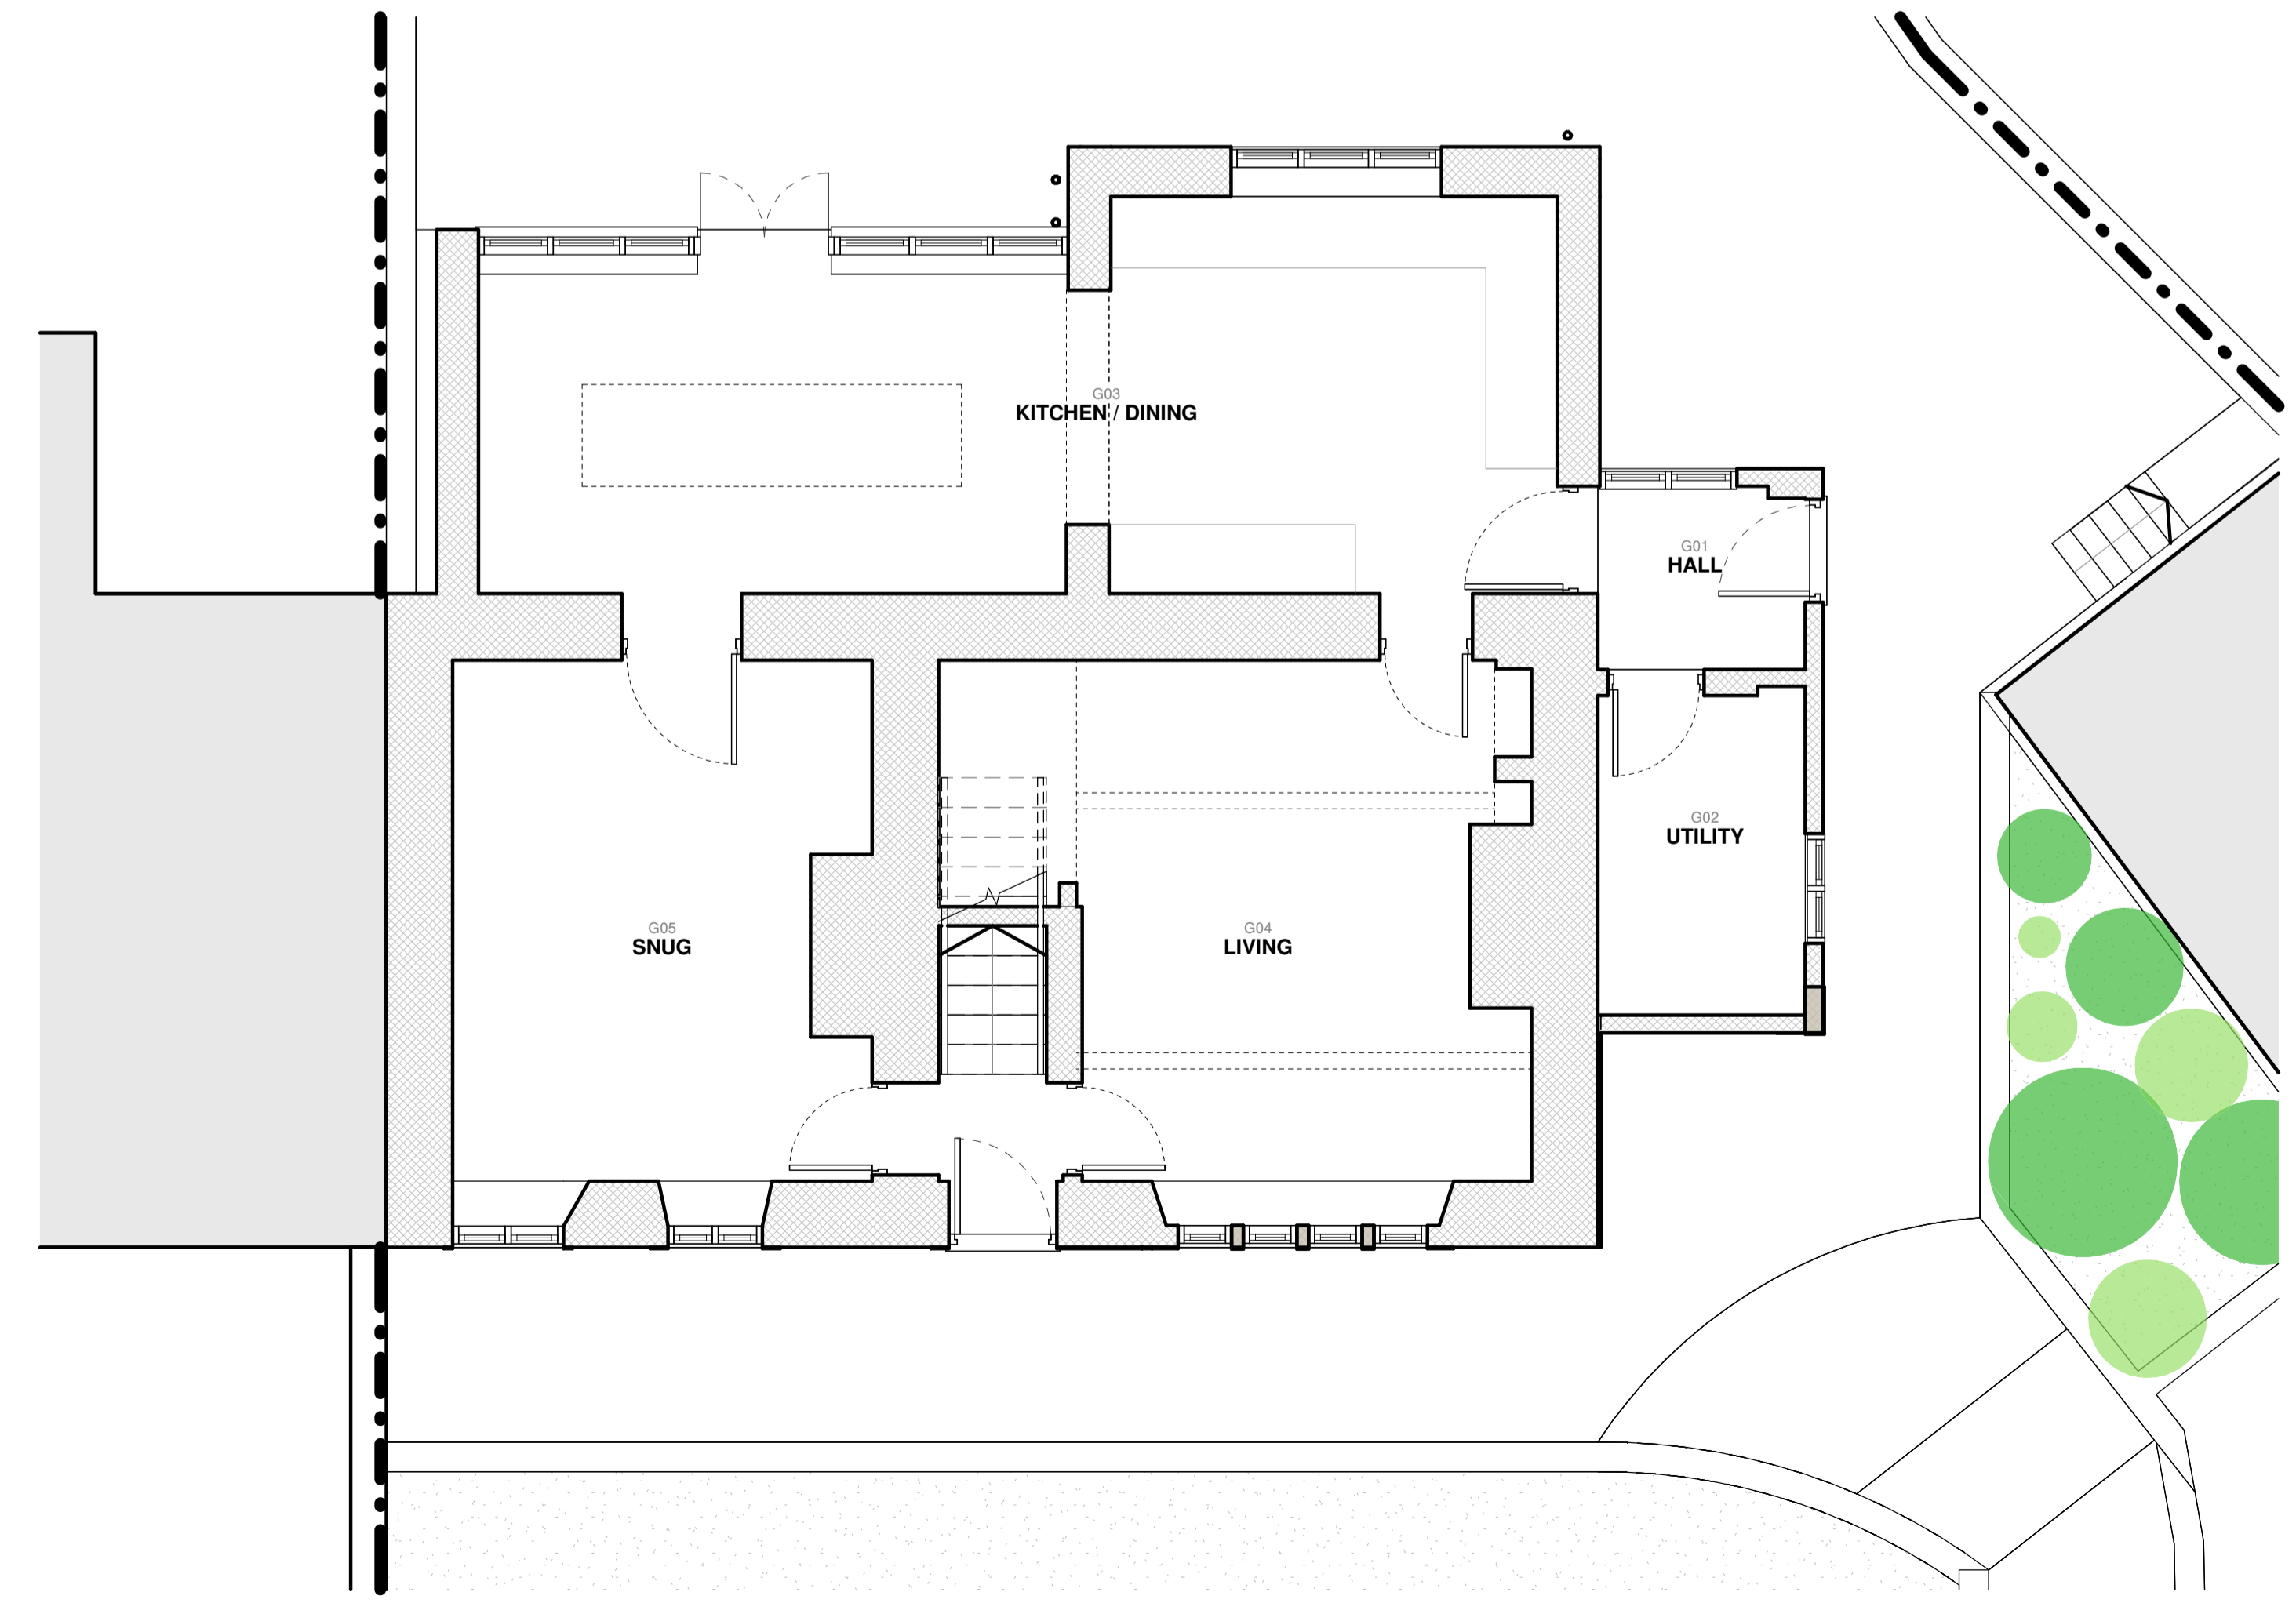 G03
KITCHEN / DINING
G01
HALL
G02
UTILITY
G05
SNUG
G04
LIVING